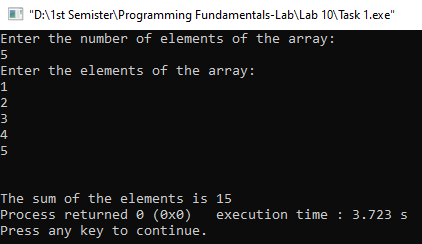 "D:\1st Semister\Programming Fundamentals-Lab\Lab 10\Task 1.exe"
Enter the number of elements of the array:
5
Enter the elements of the array:
1
2
3
4
5
The sum of the elements is 15
Process returned 0 (0x0)   execution time : 3.723 s
Press any key to continue.